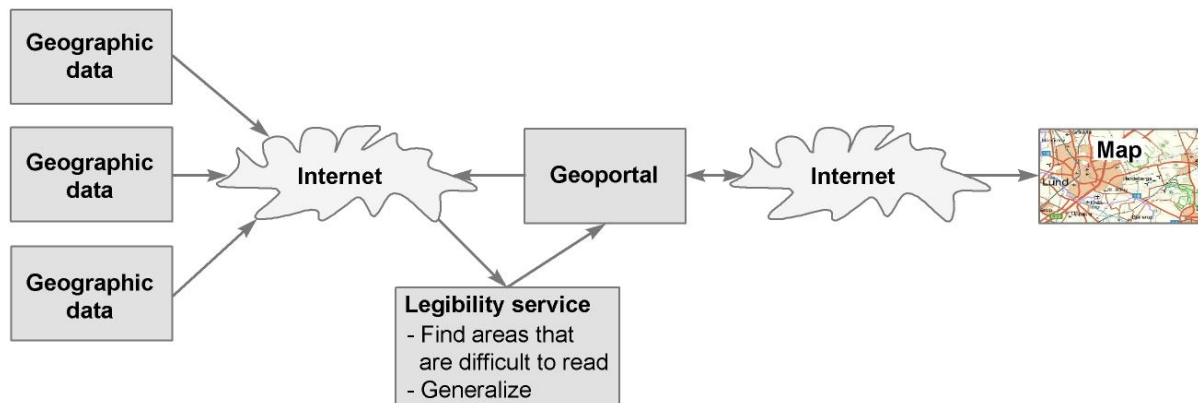 Geographic
data
Geographic
data
Geographic
data
Internet
Geoportal
Internet
Map
Lund
Legibility service
- Find areas that
are difficult to read
- Generalize